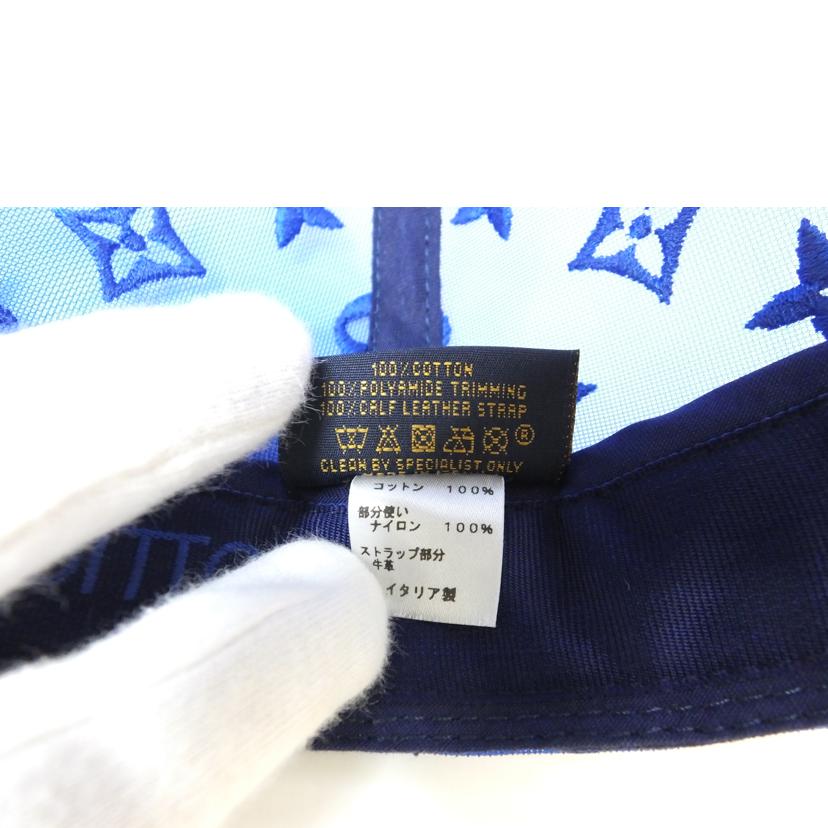 100%COTTON
100%POLYAMIDE TRIMMING
100%CALF LEATHER STRAP
®
CLEAN BY SPECIALIST ONLY
コットン 100%
部分使い
ナイロン 100%
ストラップ部分
牛革
イタリア製